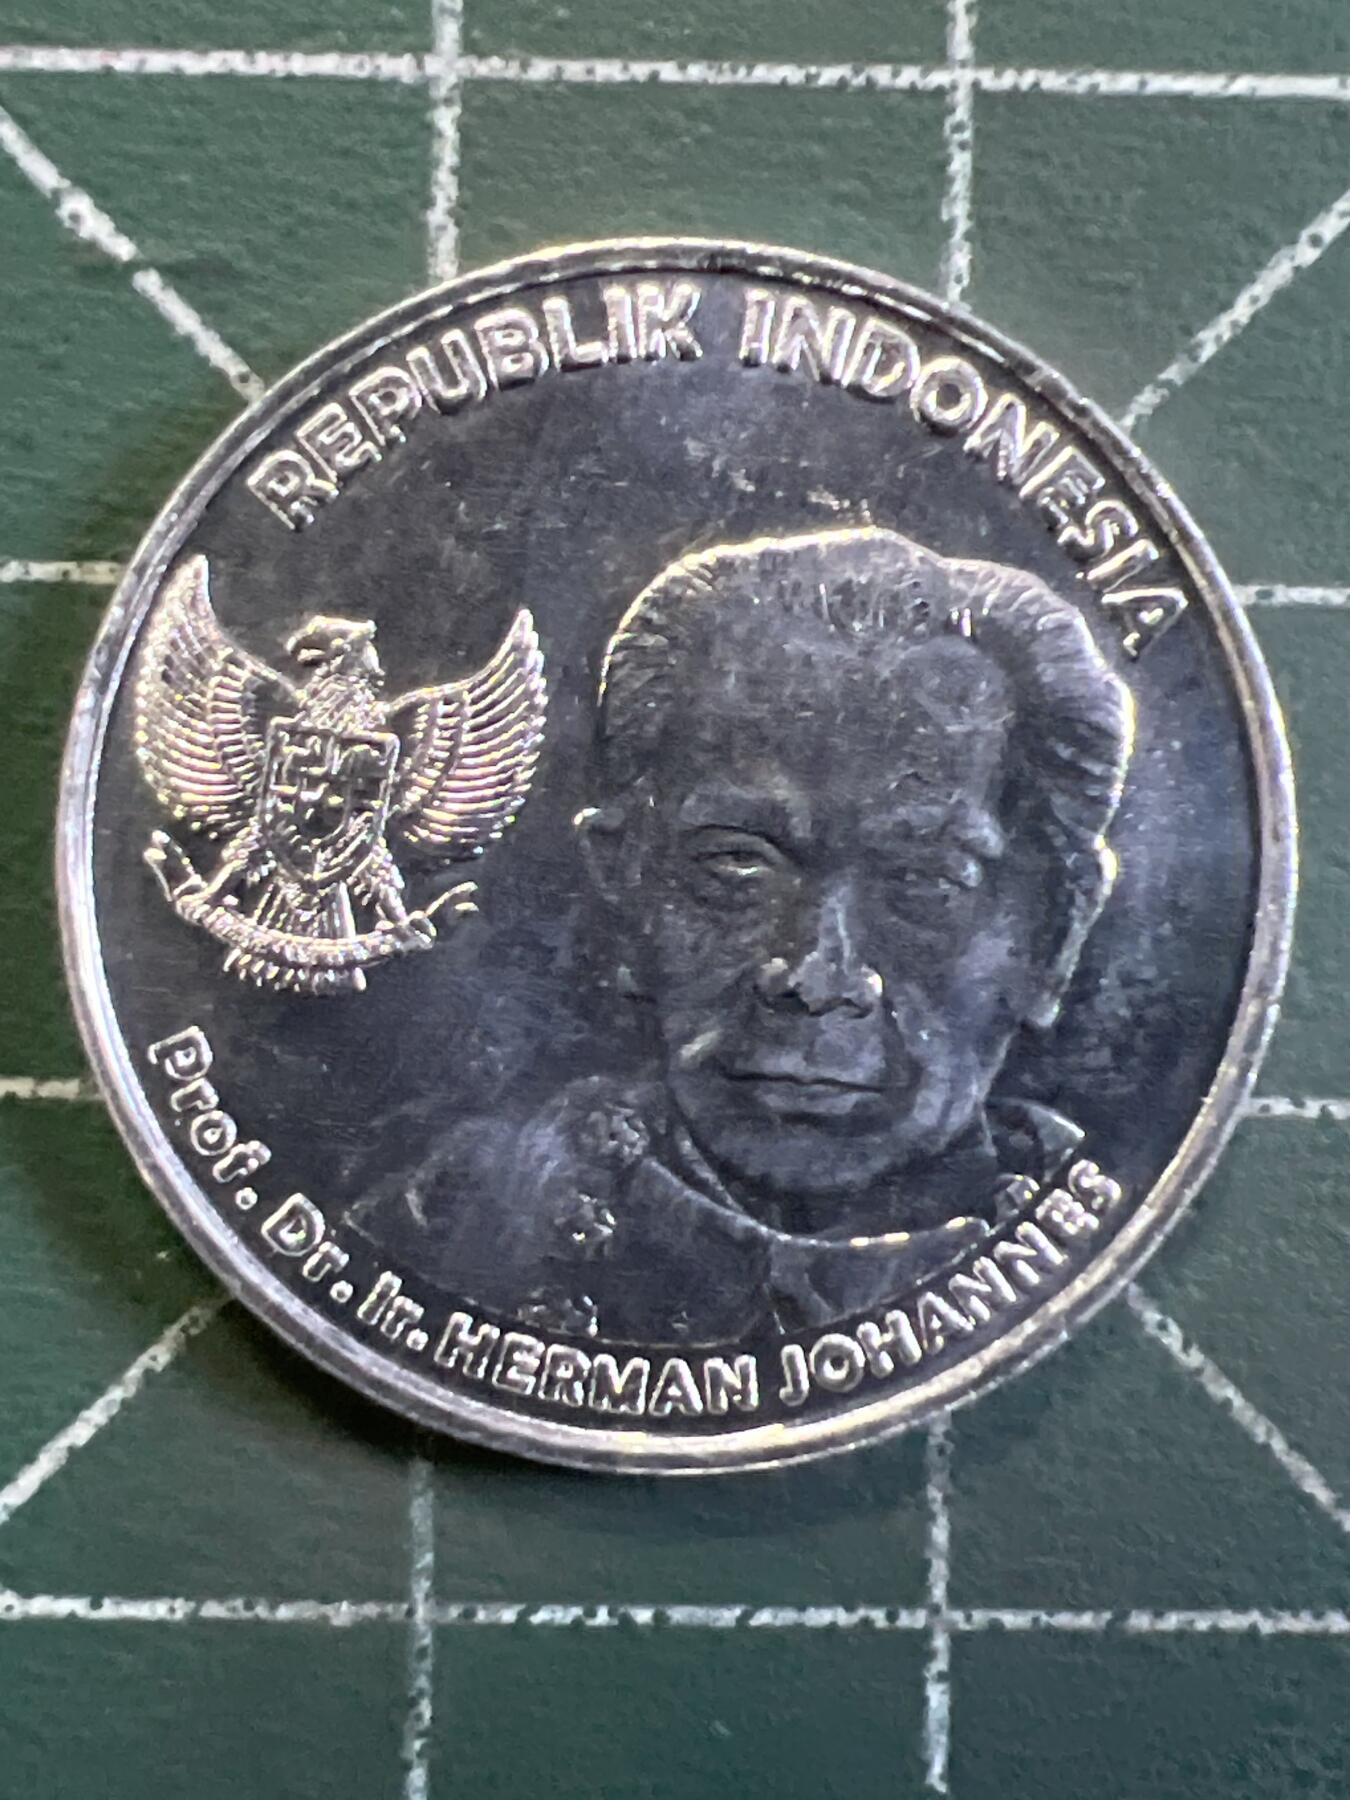 REPUBLIK INDONESIA
Prof. Dr. Ir. HERMAN JOHANNES